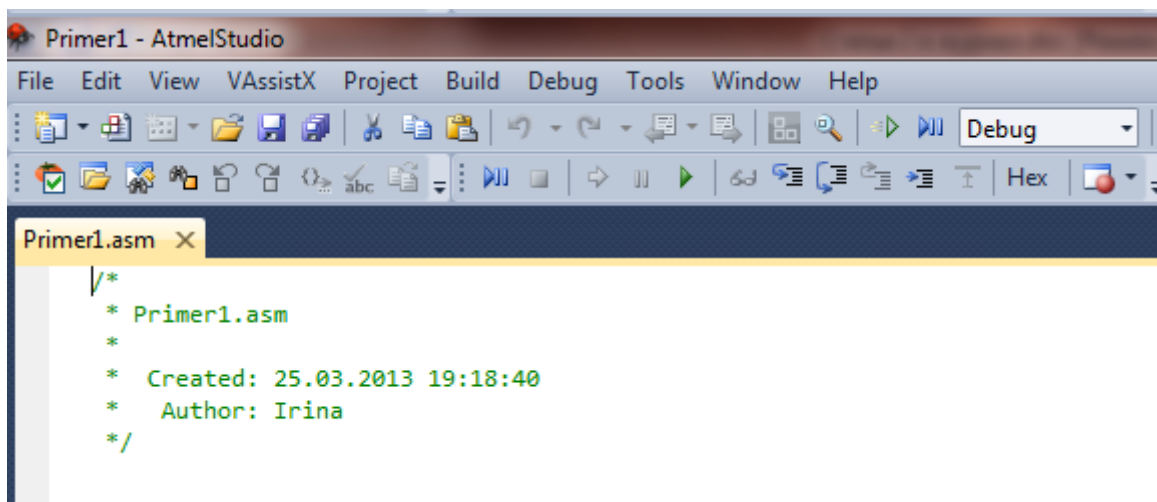 Primer1 - AtmelStudio
File Edit View VAssistX Project Build Debug Tools Window Help
Debug
Hex
Primer1.asm
/*
* Primer1.asm
*
* Created: 25.03.2013 19:18:40
* Author: Irina
*/